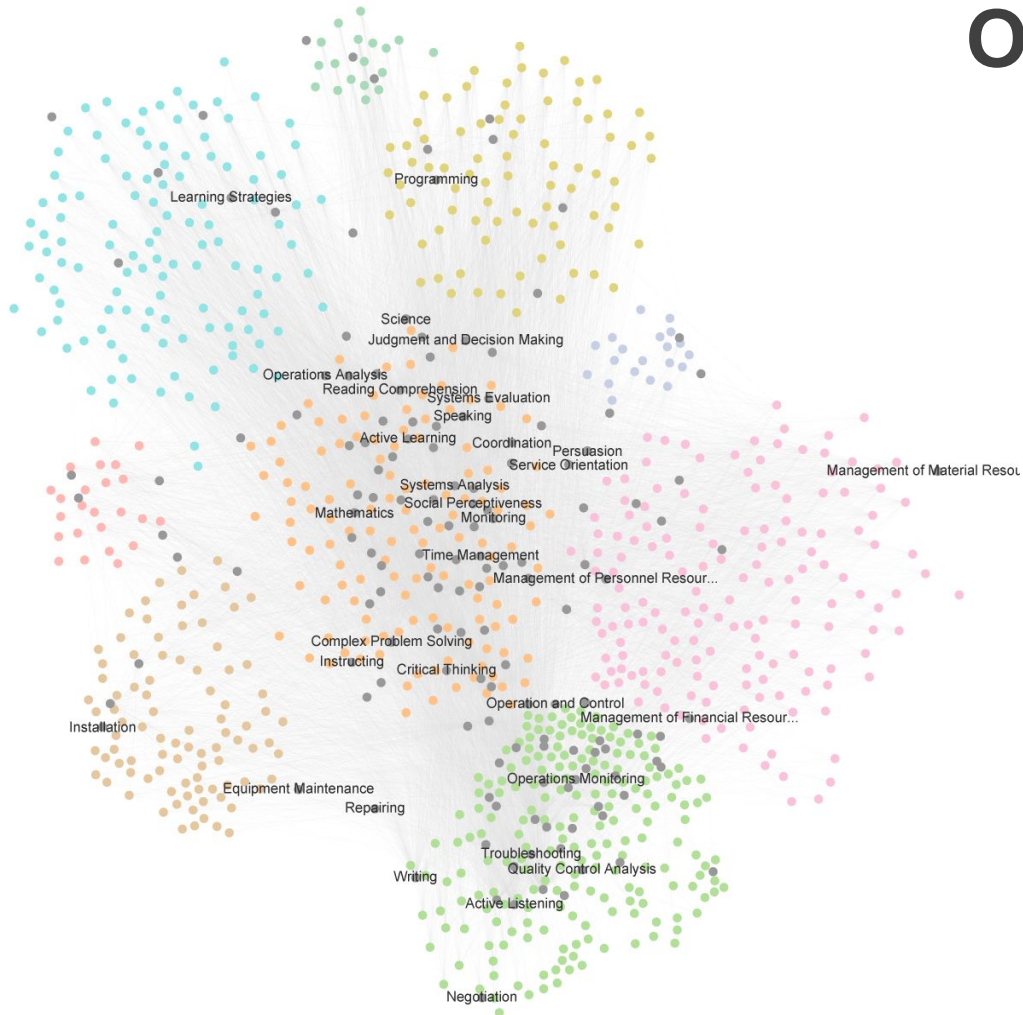 O
Programming
Learning Strategies
Science
Judgment and Decision Making
Operations Analysis
Reading Comprehension
Systems Evaluation
Speaking
Active Learning
Coordination
Persuasion
Service Orientation
Management of Material Resou
Systems Analysis
Social Perceptiveness
Mathematics
Monitoring
Time Management
Management of Personnel Resour...
Complex Problem Solving
Instructing
Critical Thinking
Operation and Control
Management of Financial Resour...
Installation
Operations Monitoring
Equipment Maintenance
Repairing
Troubleshooting
Quality Control Analysis
Writing
Active Listening
Negotiation